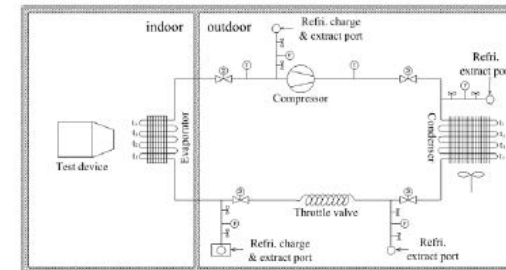 indoor
outdoor
Refri. charge
& extract port
Refri.
extract port
Compressor
Evaporator
Condenser
Test device
Throttle valve
Refri. charge
& extract port
Refri.
extract port